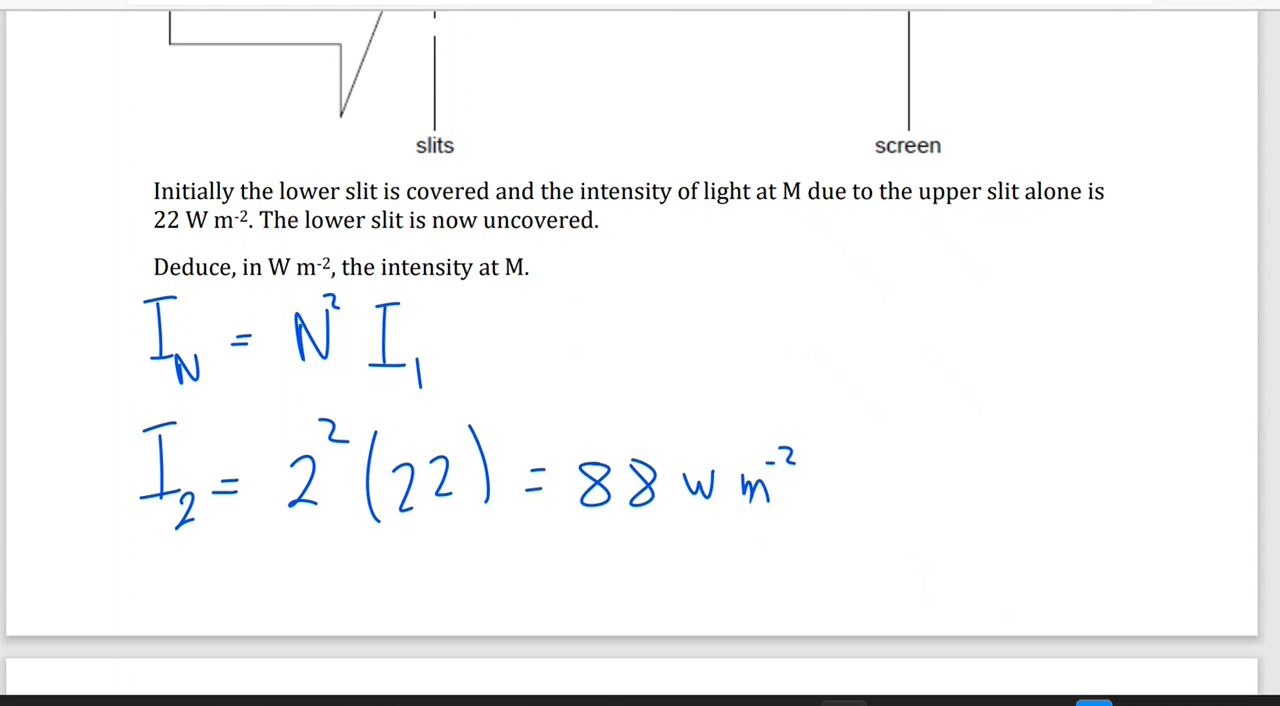 slits
screen
Initially the lower slit is covered and the intensity of light at M due to the upper slit alone is
22 W m⁻². The lower slit is now uncovered.
Deduce, in W m⁻², the intensity at M.
I_N = N² I₁
I₂ = 2² (22) = 88 w m⁻²